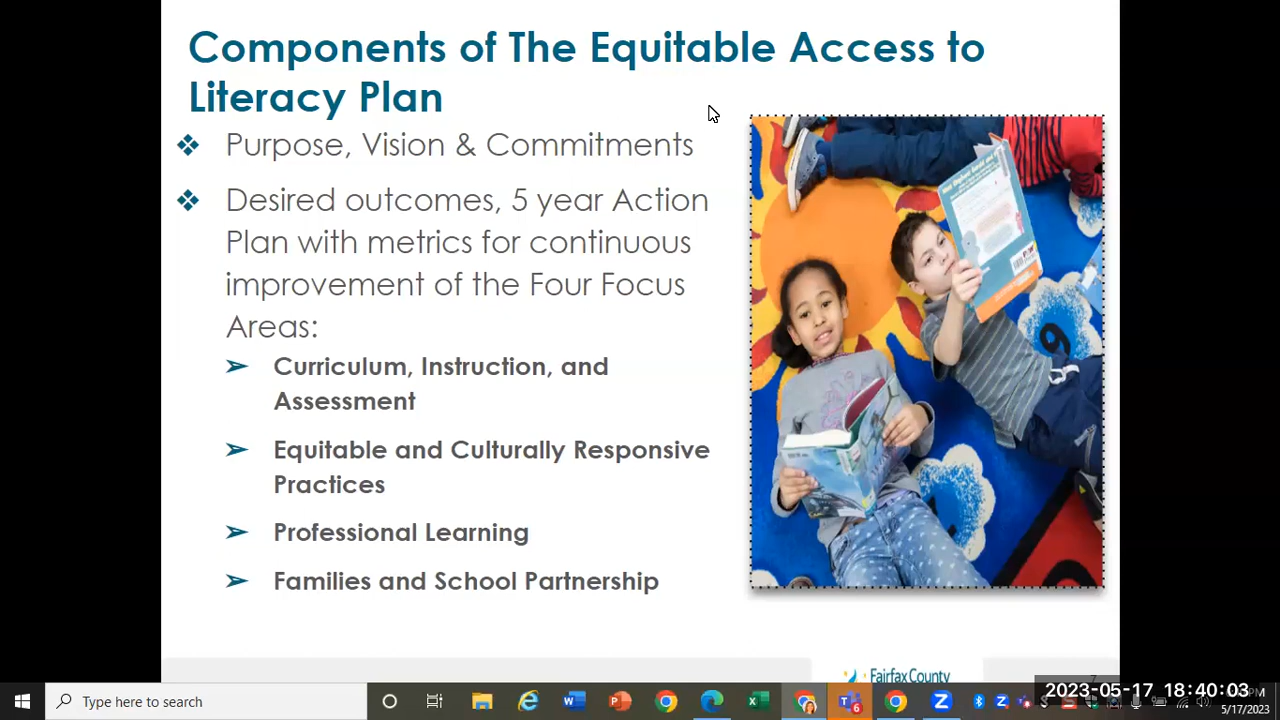 Components of The Equitable Access to
Literacy Plan
Purpose, Vision & Commitments
Desired outcomes, 5 year Action
Plan with metrics for continuous
improvement of the Four Focus
Areas:
Curriculum, Instruction, and
Assessment
Equitable and Culturally Responsive
Practices
Professional Learning
Families and School Partnership
Fairfax County
Type here to search
2023-05-17 18:40:03
5/17/2023